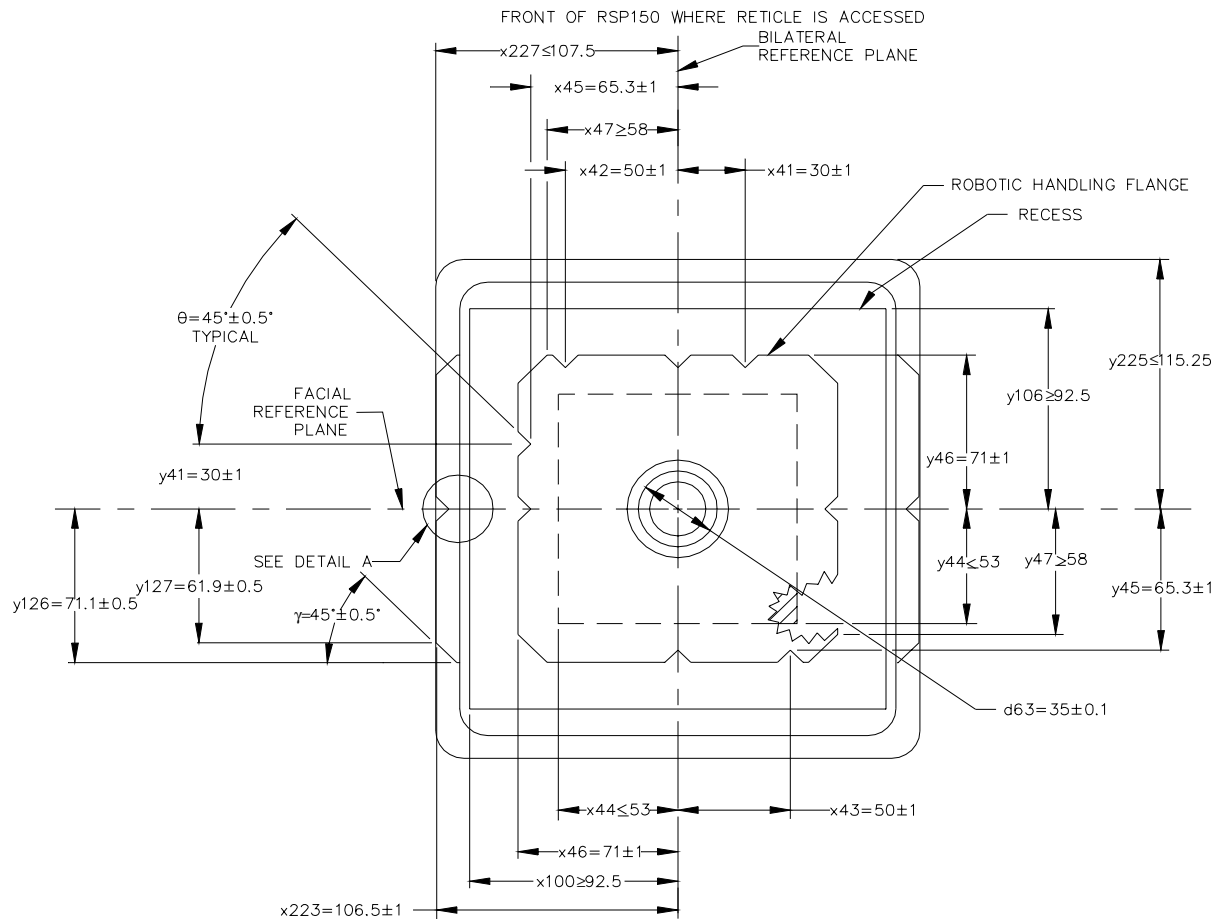 FRONT OF RSP150 WHERE RETICLE IS ACCESSED
BILATERAL
REFERENCE PLANE
x227≤107.5
x45=65.3±1
x47≥58
x42=50±1
x41=30±1
ROBOTIC HANDLING FLANGE
RECESS
θ=45°±0.5°
TYPICAL
FACIAL
REFERENCE
PLANE
y225≤115.25
y106≥92.5
y46=71±1
y41=30±1
SEE DETAIL A
y127=61.9±0.5
y126=71.1±0.5
γ=45°±0.5°
y44≤53
y47≥58
y45=65.3±1
d63=35±0.1
x44≤53
x43=50±1
x46=71±1
x100≥92.5
x223=106.5±1